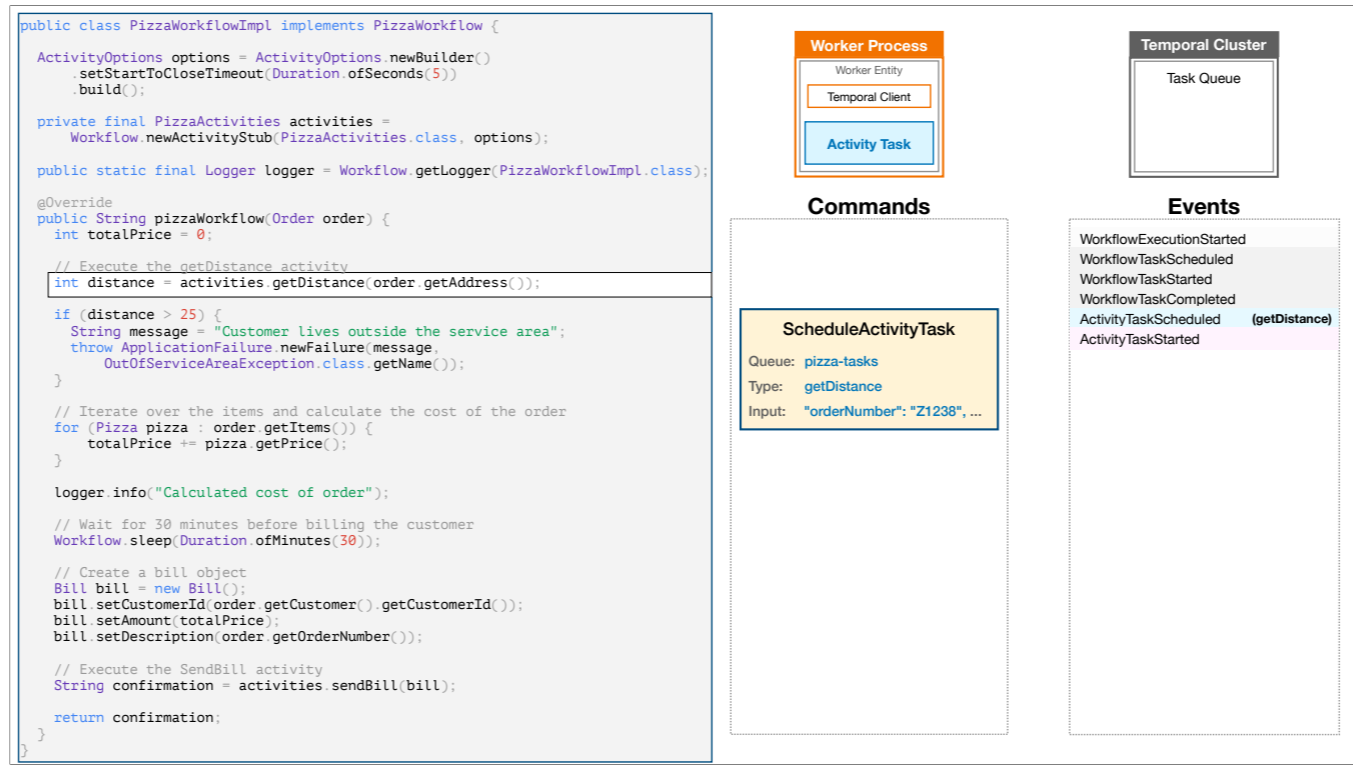 public class PizzaWorkflowImpl implements PizzaWorkflow {
ActivityOptions options = ActivityOptions.newBuilder()
.setStartToCloseTimeout(Duration.ofSeconds(5))
.build();
private final PizzaActivities activities =
Workflow.newActivityStub(PizzaActivities.class, options);
public static final Logger logger = Workflow.getLogger(PizzaWorkflowImpl.class);
@Override
public String pizzaWorkflow(Order order) {
int totalPrice = 0;
// Execute the getDistance activity
int distance = activities.getDistance(order.getAddress());
if (distance > 25) {
String message = "Customer lives outside the service area";
throw ApplicationFailure.newFailure(message,
OutOfServiceAreaException.class.getName());
}
// Iterate over the items and calculate the cost of the order
for (Pizza pizza : order.getItems()) {
totalPrice += pizza.getPrice();
}
logger.info("Calculated cost of order");
// Wait for 30 minutes before billing the customer
Workflow.sleep(Duration.ofMinutes(30));
// Create a bill object
Bill bill = new Bill();
bill.setCustomerId(order.getCustomer().getCustomerId());
bill.setAmount(totalPrice);
bill.setDescription(order.getOrderNumber());
// Execute the SendBill activity
String confirmation = activities.sendBill(bill);
return confirmation;
}
}
Worker Process
Worker Entity
Temporal Client
Activity Task
Temporal Cluster
Task Queue
Commands
ScheduleActivityTask
Queue: pizza-tasks
Type: getDistance
Input: "orderNumber": "Z1238", ...
Events
WorkflowExecutionStarted
WorkflowTaskScheduled
WorkflowTaskStarted
WorkflowTaskCompleted
ActivityTaskScheduled (getDistance)
ActivityTaskStarted